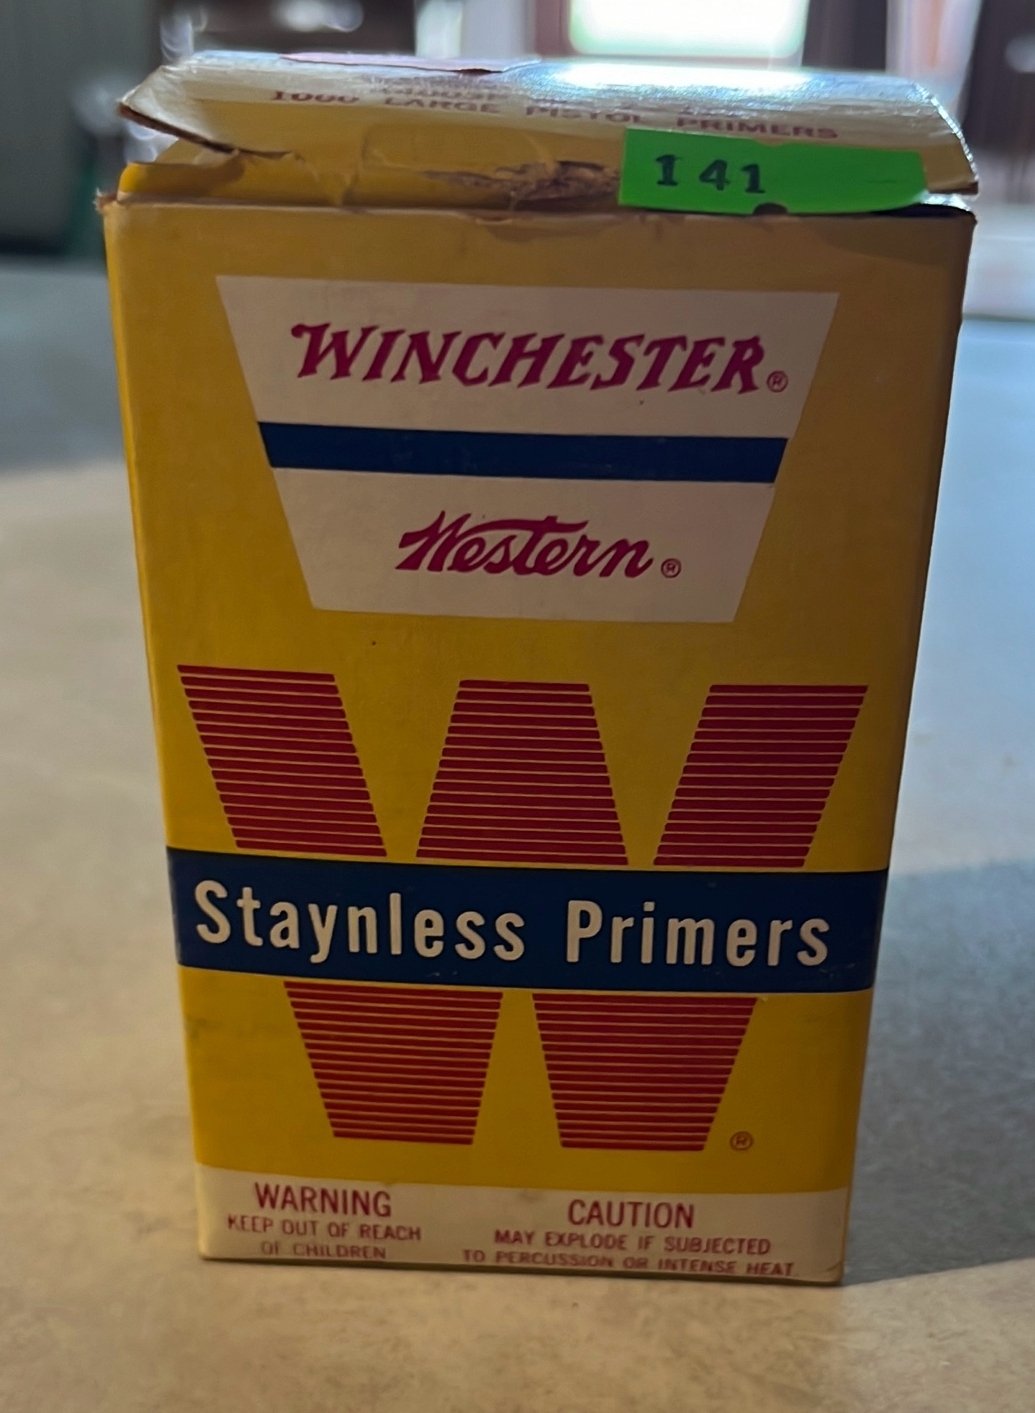 1000 LARGE PISTOL PRIMERS
141
WINCHESTER®
Western®
Staynless Primers
®
WARNING
KEEP OUT OF REACH
OF CHILDREN
CAUTION
MAY EXPLODE IF SUBJECTED
TO PERCUSSION OR INTENSE HEAT.